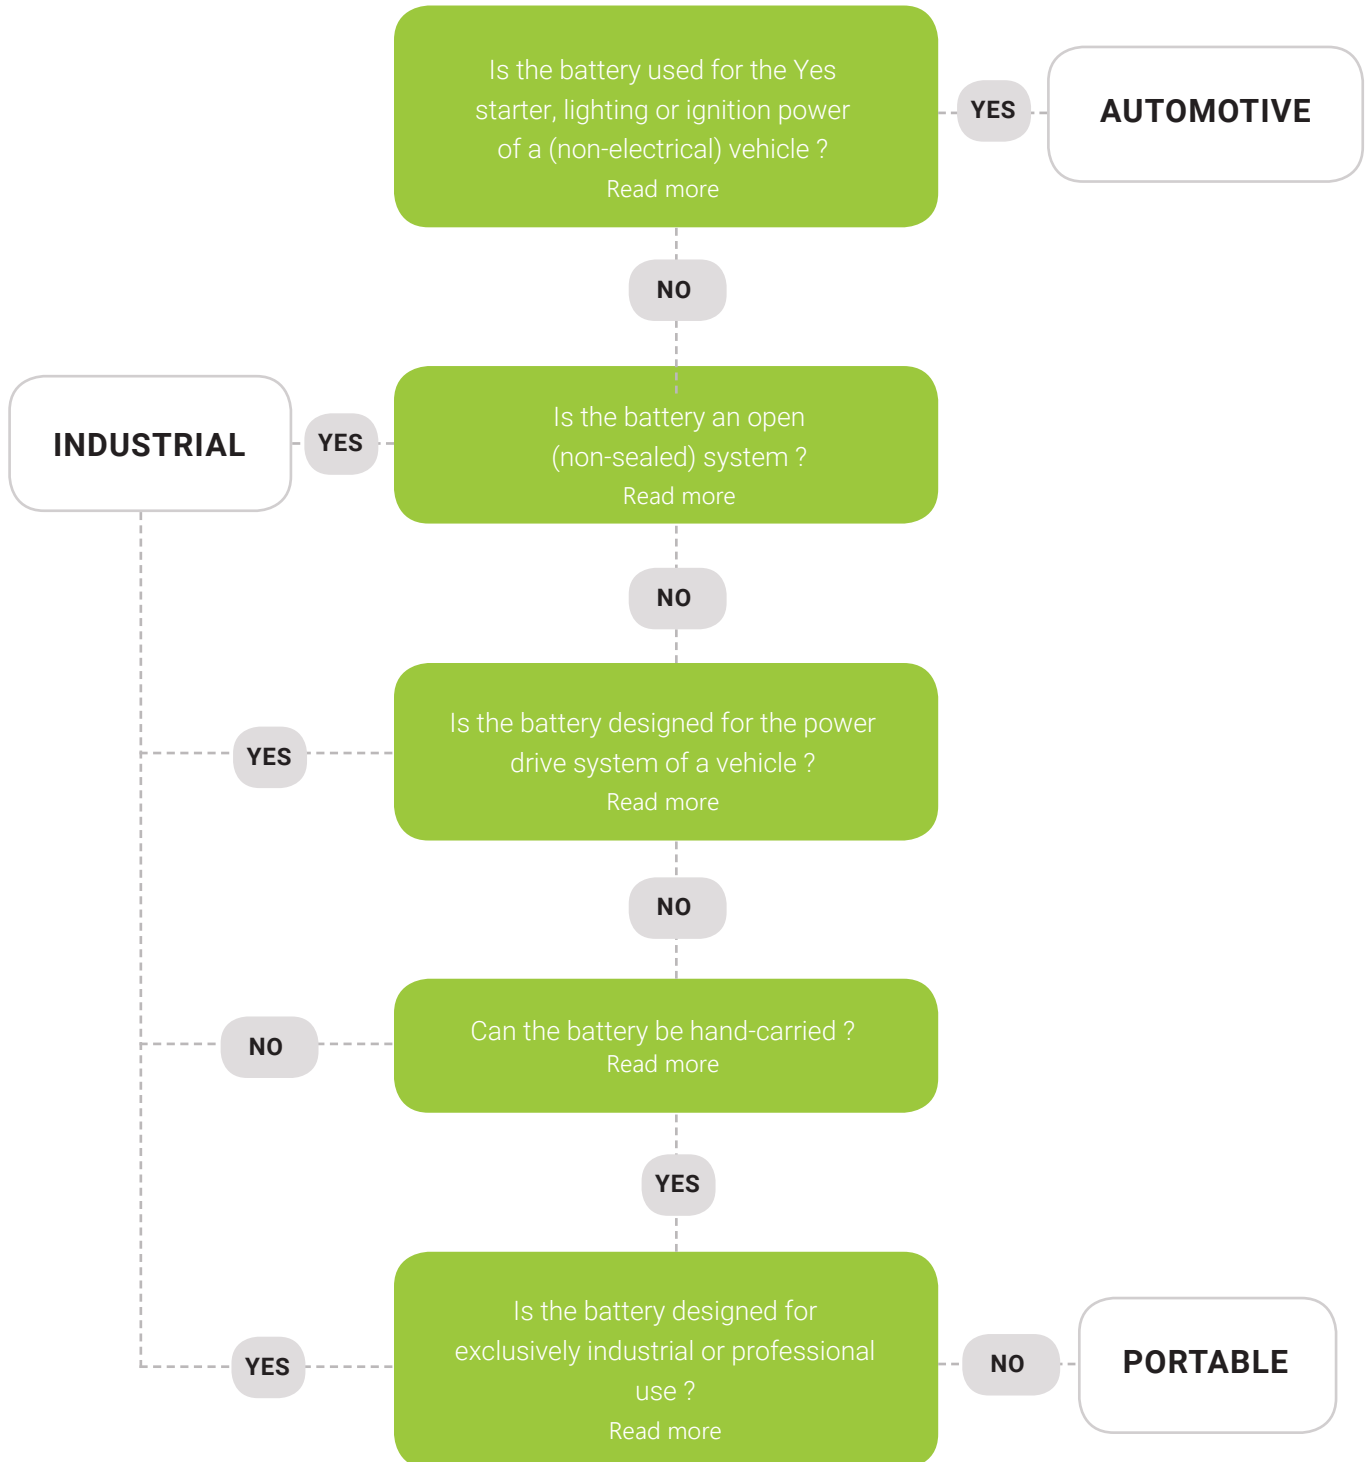 Is the battery used for the Yes
starter, lighting or ignition power
of a (non-electrical) vehicle ?
Read more
YES
AUTOMOTIVE
NO
INDUSTRIAL
YES
Is the battery an open
(non-sealed) system ?
Read more
NO
Is the battery designed for the power
drive system of a vehicle ?
Read more
YES
NO
Can the battery be hand-carried ?
Read more
NO
YES
Is the battery designed for
exclusively industrial or professional
use ?
Read more
YES
NO
PORTABLE